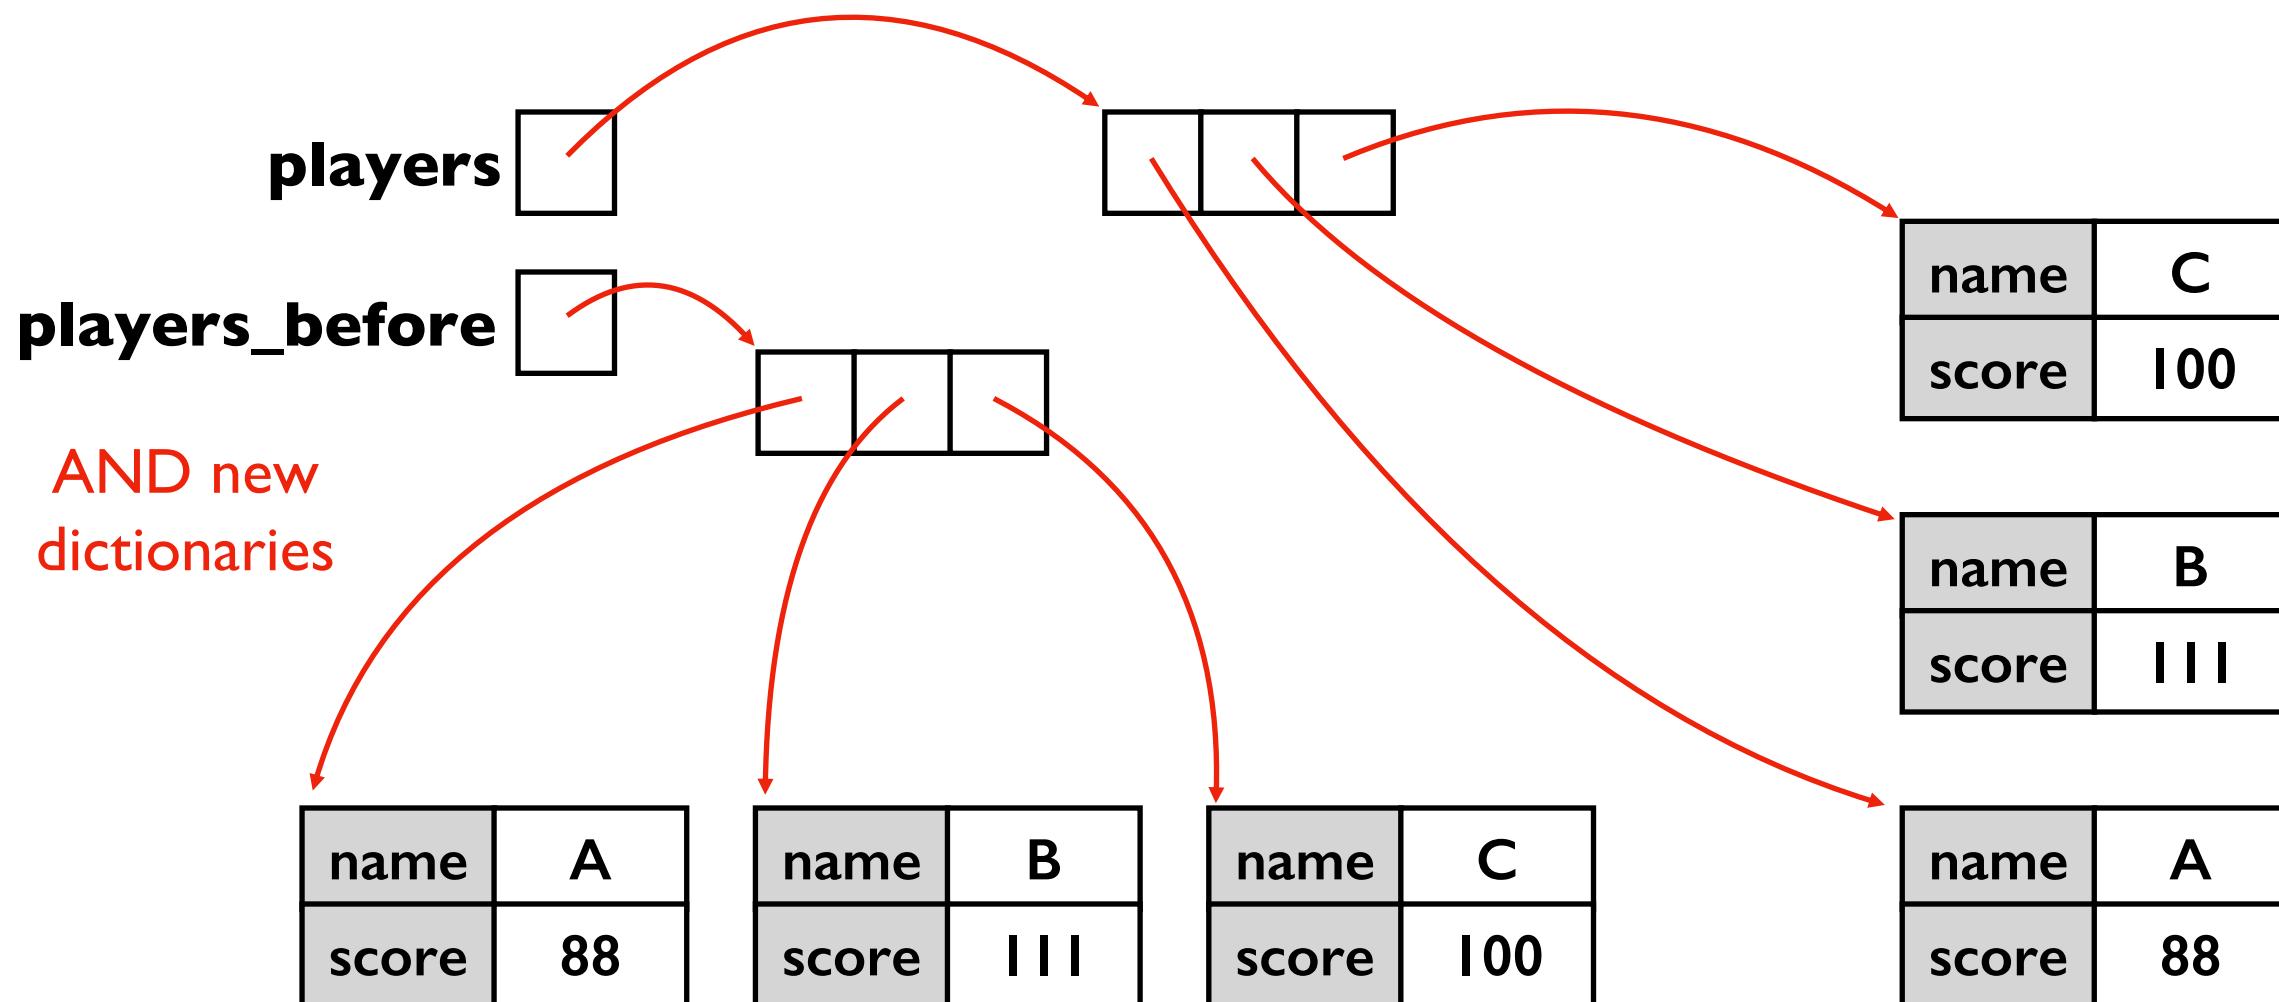 players
name C
players_before
score 100
AND new
dictionaries
name B
score 111
name A name B name C name A
score 88 score 111 score 100 score 88